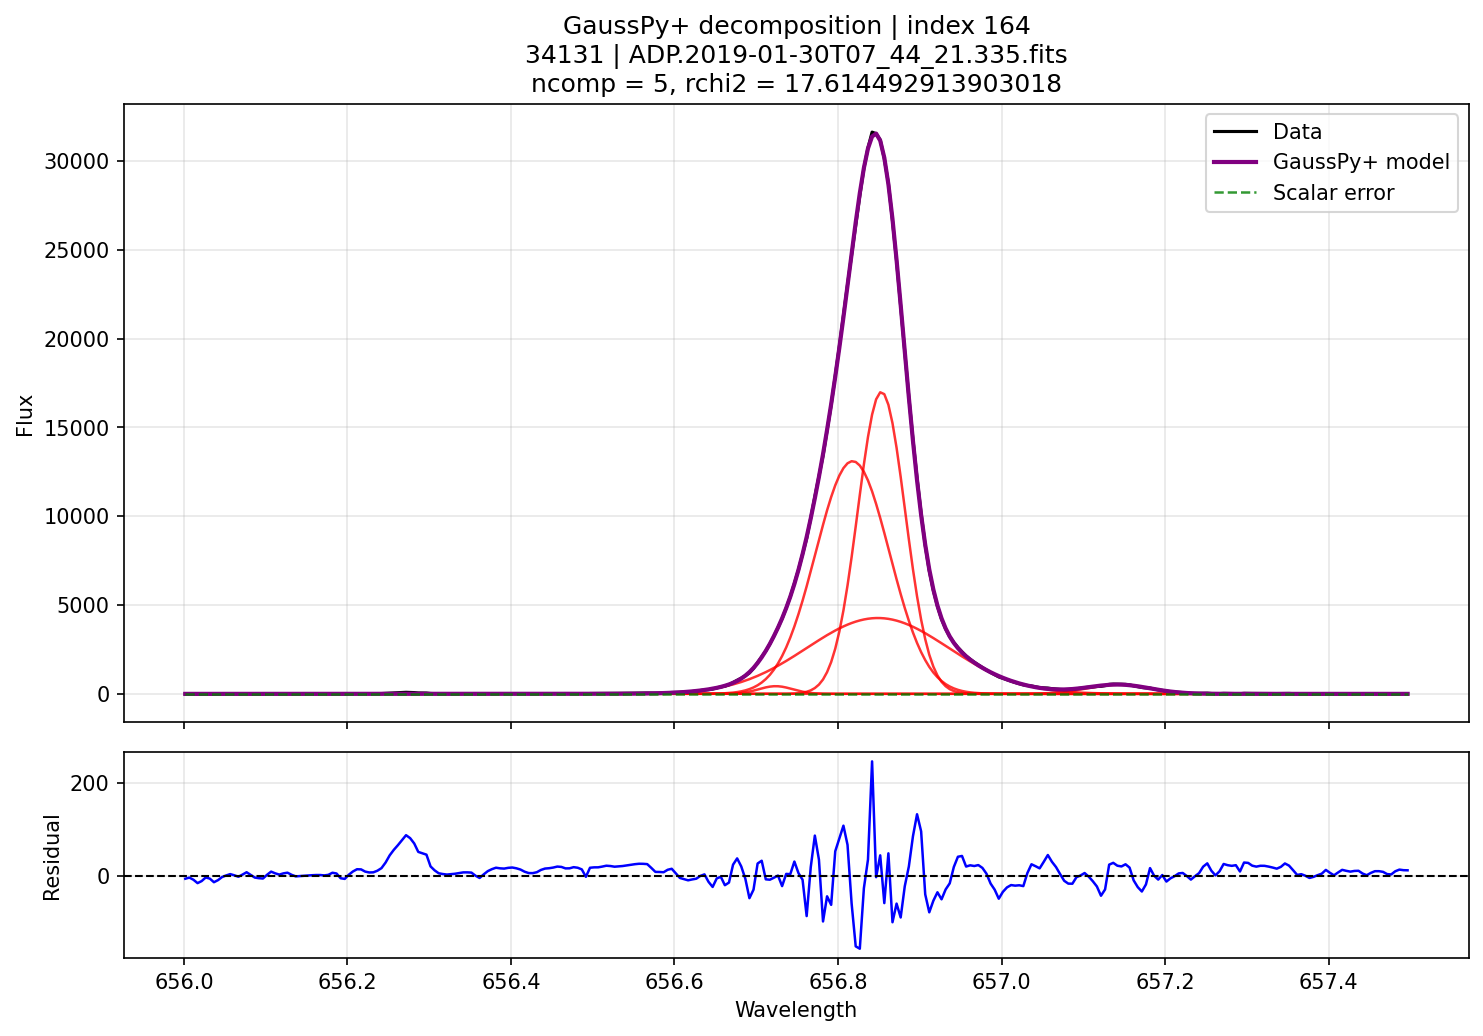 GaussPy+ decomposition | index 164
34131 | ADP.2019-01-30T07_44_21.335.fits
ncomp = 5, rchi2 = 17.614492913903018
Data
GaussPy+ model
Scalar error
Flux
30000
25000
20000
15000
10000
5000
0
Residual
200
0
656.0
656.2
656.4
656.6
656.8
657.0
657.2
657.4
Wavelength